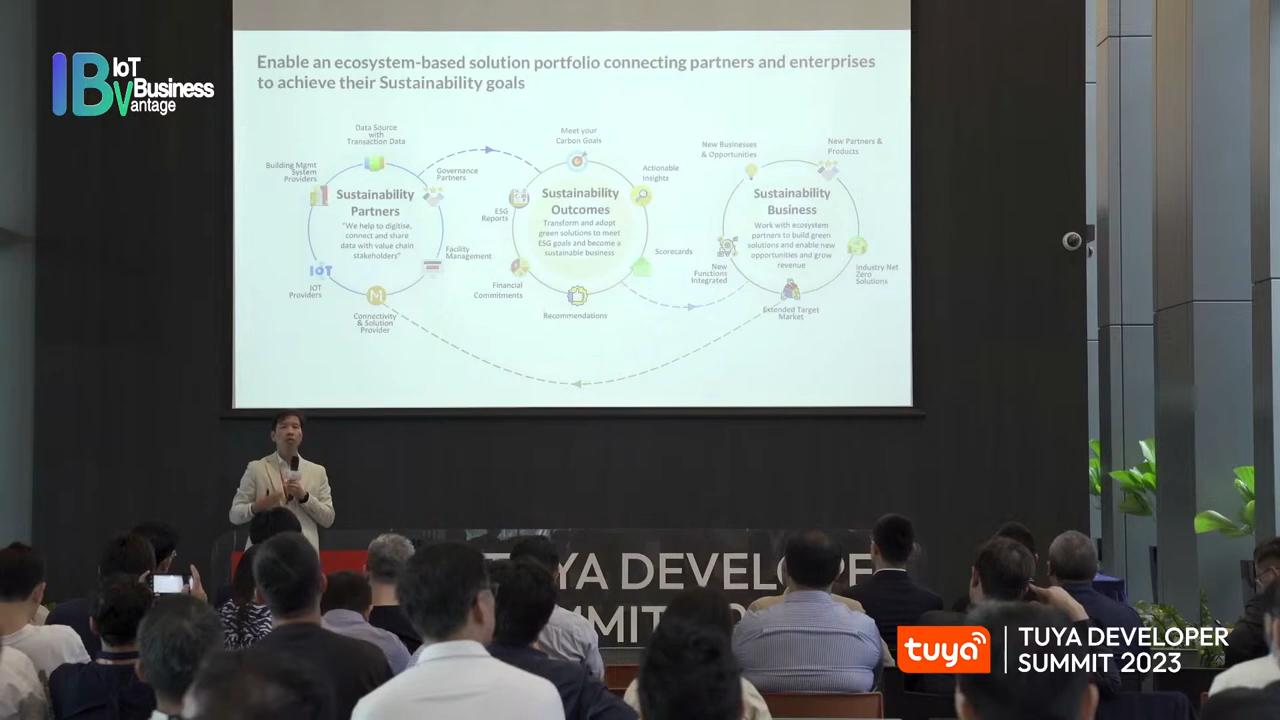 IBV
IoT
Business
Vantage
Enable an ecosystem-based solution portfolio connecting partners and enterprises
to achieve their Sustainability goals
Data Source
with
Transaction Data
Building Mgmt
System
Providers
Governance
Partners
Sustainability
Partners
"We help to digitise,
connect and share
data with value chain
stakeholders"
Facility
Management
IOT
IOT
Providers
M
Connectivity
& Solution
Provider
Meet your
Carbon Goals
Actionable
Insights
ESG
Reports
Sustainability
Outcomes
Transform and adopt
green solutions to meet
ESG goals and become a
sustainable business
Scorecards
Financial
Commitments
Recommendations
New Businesses
& Opportunities
New Partners &
Products
Sustainability
Business
Work with ecosystem
partners to build green
solutions and enable new
opportunities and grow
revenue
New
Functions
Integrated
Industry Net
Zero
Solutions
Extended Target
Market
YA DEVELOPE
MMIT
tuya
TUYA DEVELOPER
SUMMIT 2023